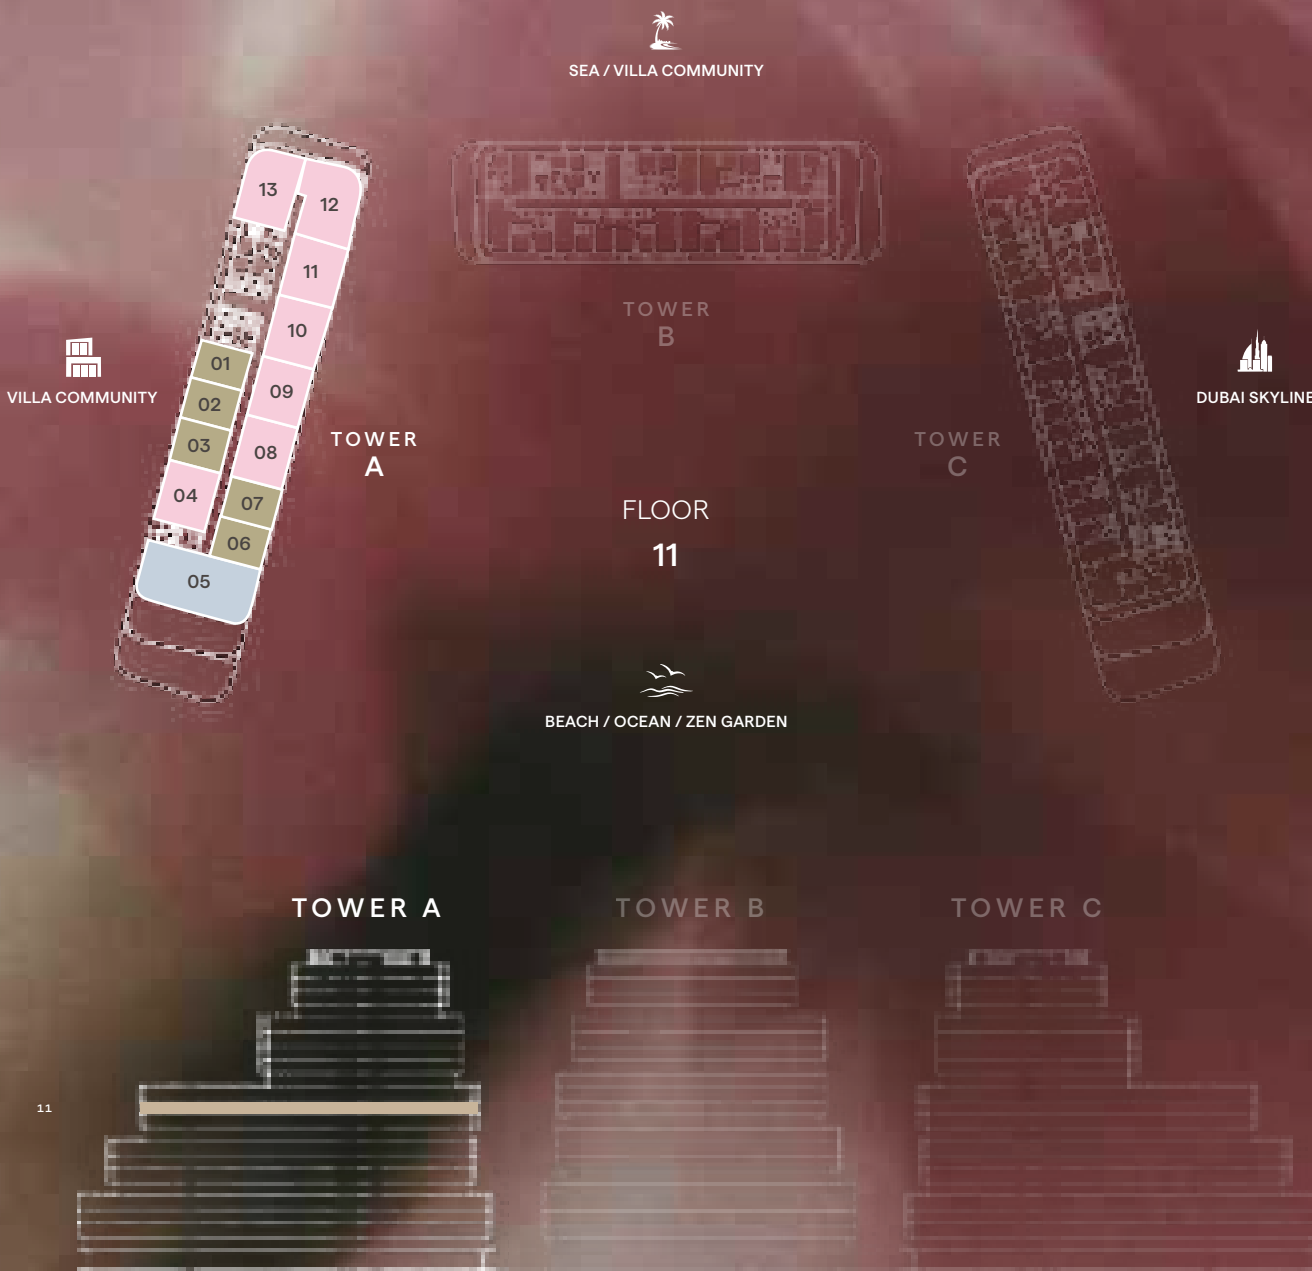 SEA / VILLA COMMUNITY
13
12
11
10
09
08
07
06
01
02
03
04
05
VILLA COMMUNITY
TOWER
A
TOWER
B
TOWER
C
DUBAI SKYLINE
FLOOR
11
BEACH / OCEAN / ZEN GARDEN
TOWER A
TOWER B
TOWER C
11